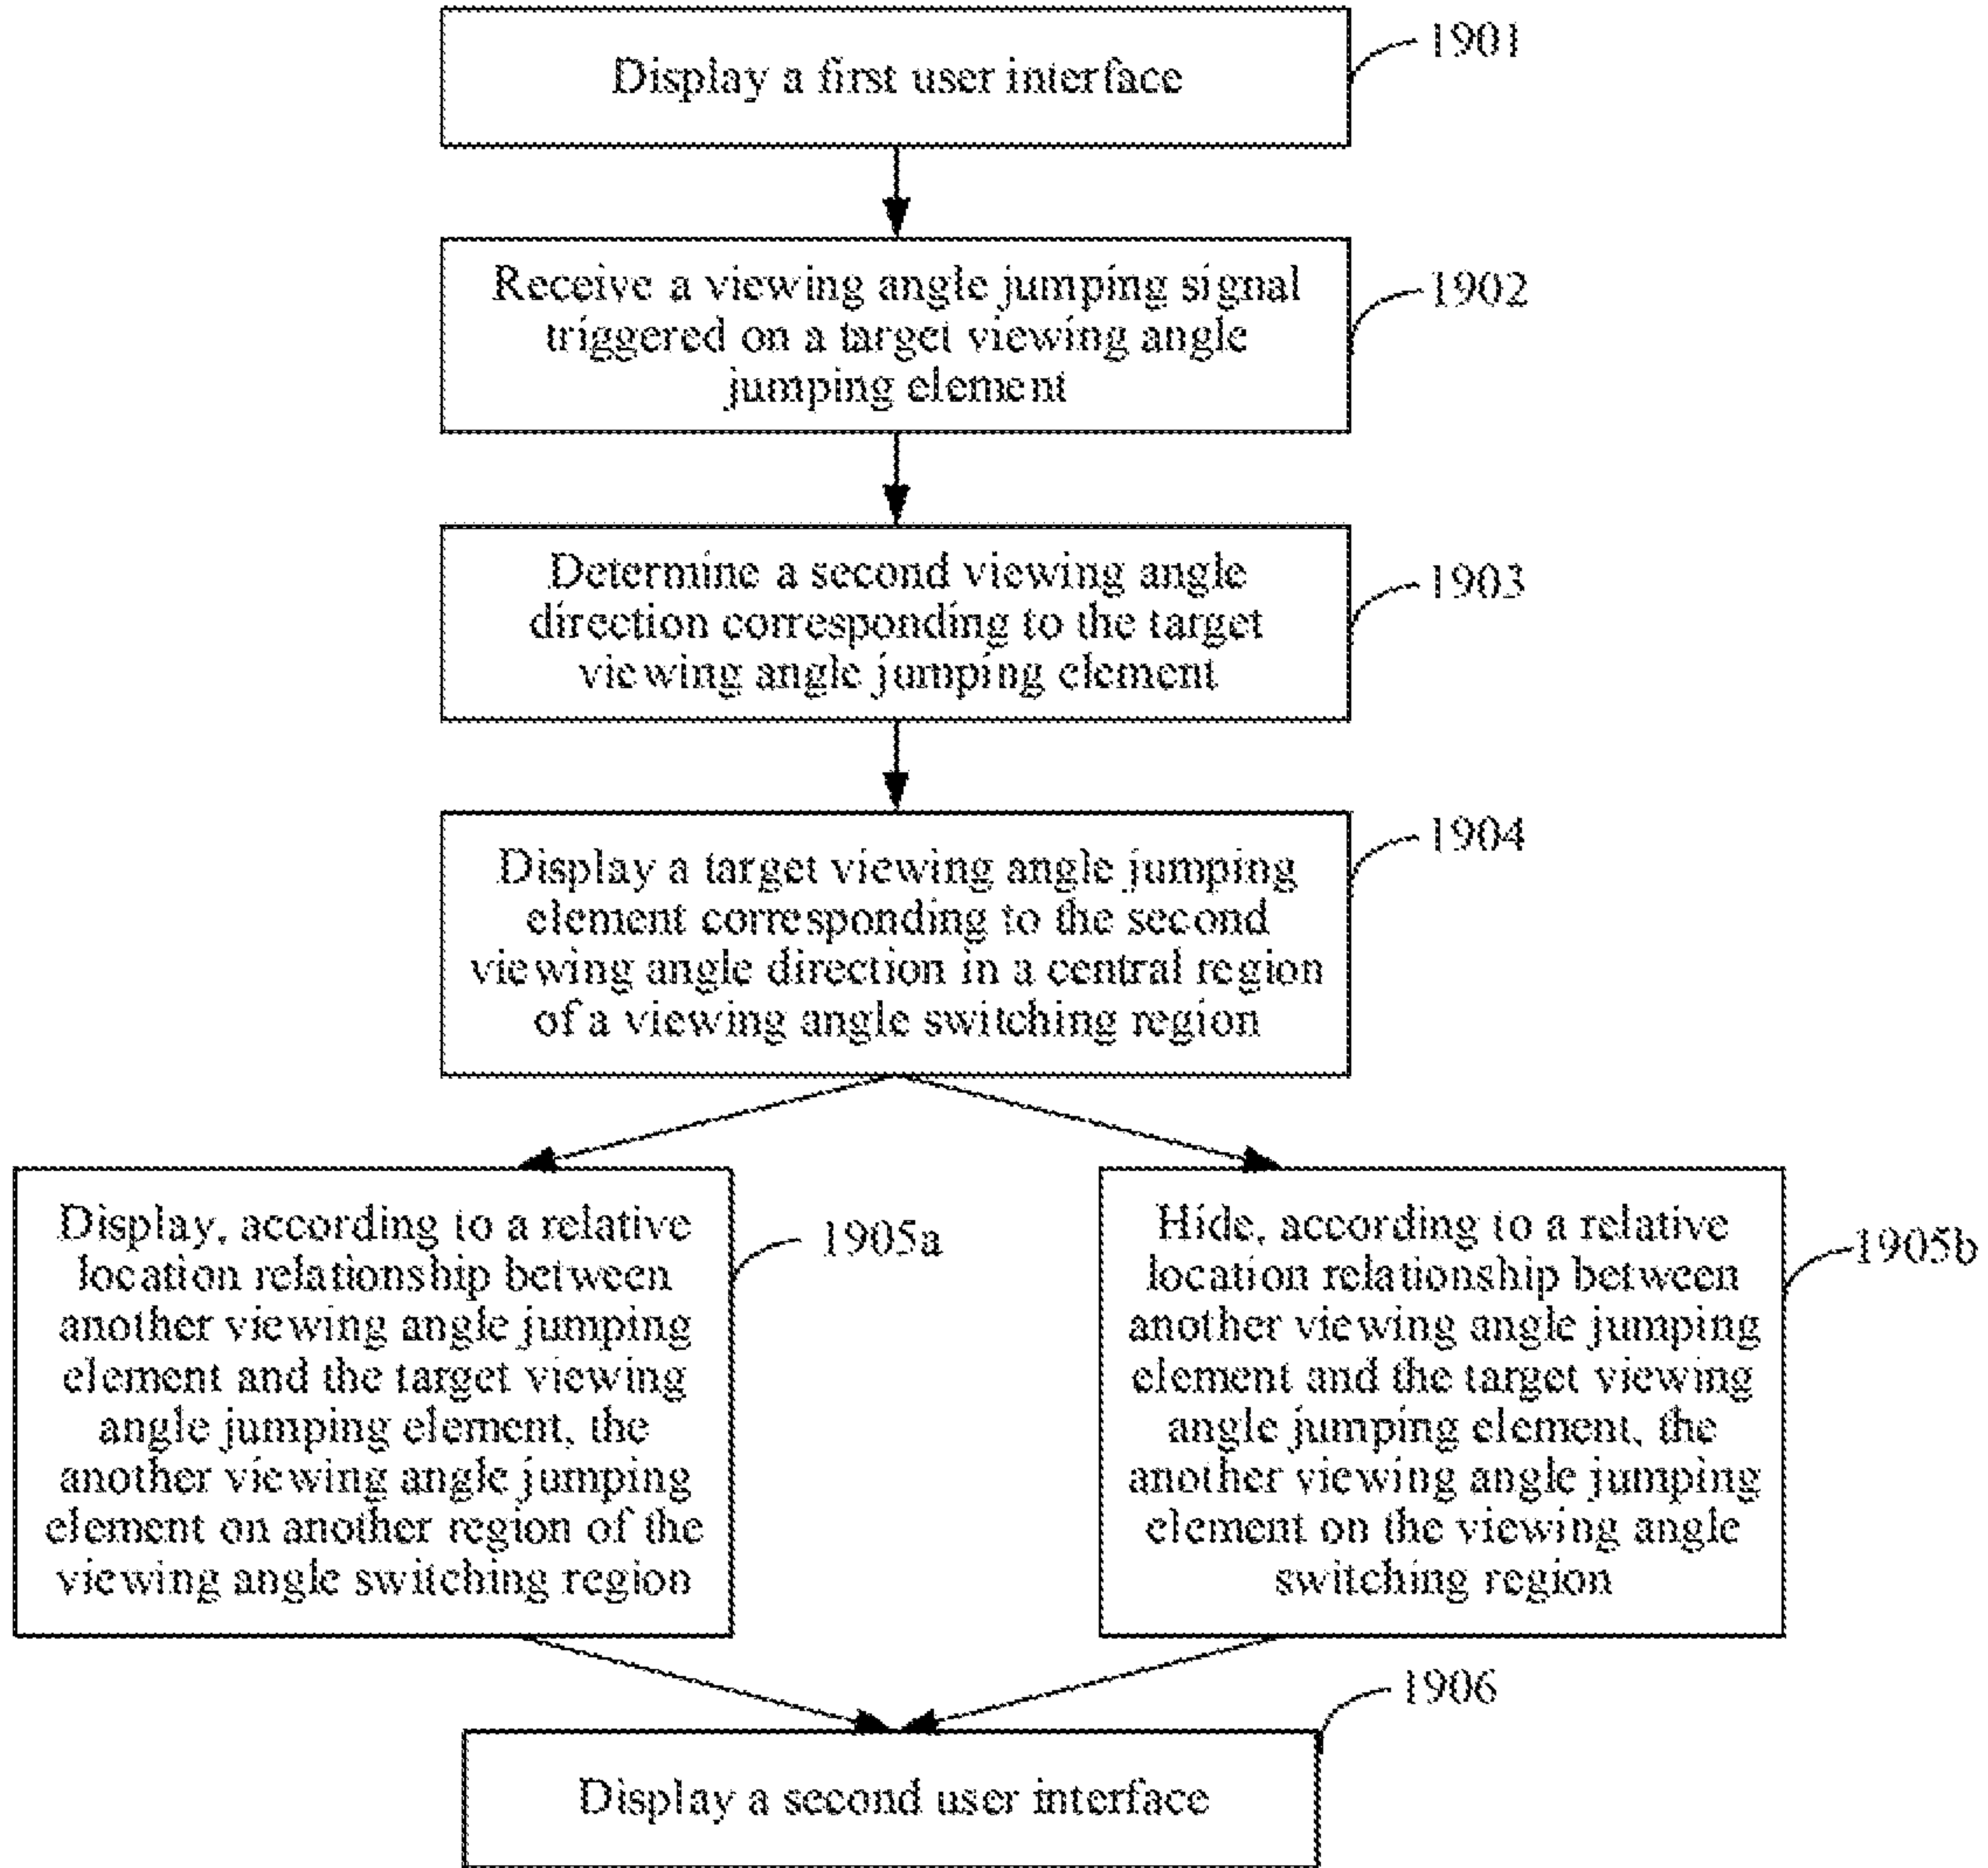 Display a first user interface
1901
Receive a viewing angle jumping signal
triggered on a target viewing angle
jumping element
1902
Determine a second viewing angle
direction corresponding to the target
viewing angle jumping element
1903
Display a target viewing angle jumping
element corresponding to the second
viewing angle direction in a central region
of a viewing angle switching region
1904
Display, according to a relative
location relationship between
another viewing angle jumping
element and the target viewing
angle jumping element, the
another viewing angle jumping
element on another region of the
viewing angle switching region
1905a
Hide, according to a relative
location relationship between
another viewing angle jumping
element and the target viewing
angle jumping element, the
another viewing angle jumping
element on the viewing angle
switching region
1905b
Display a second user interface
1906